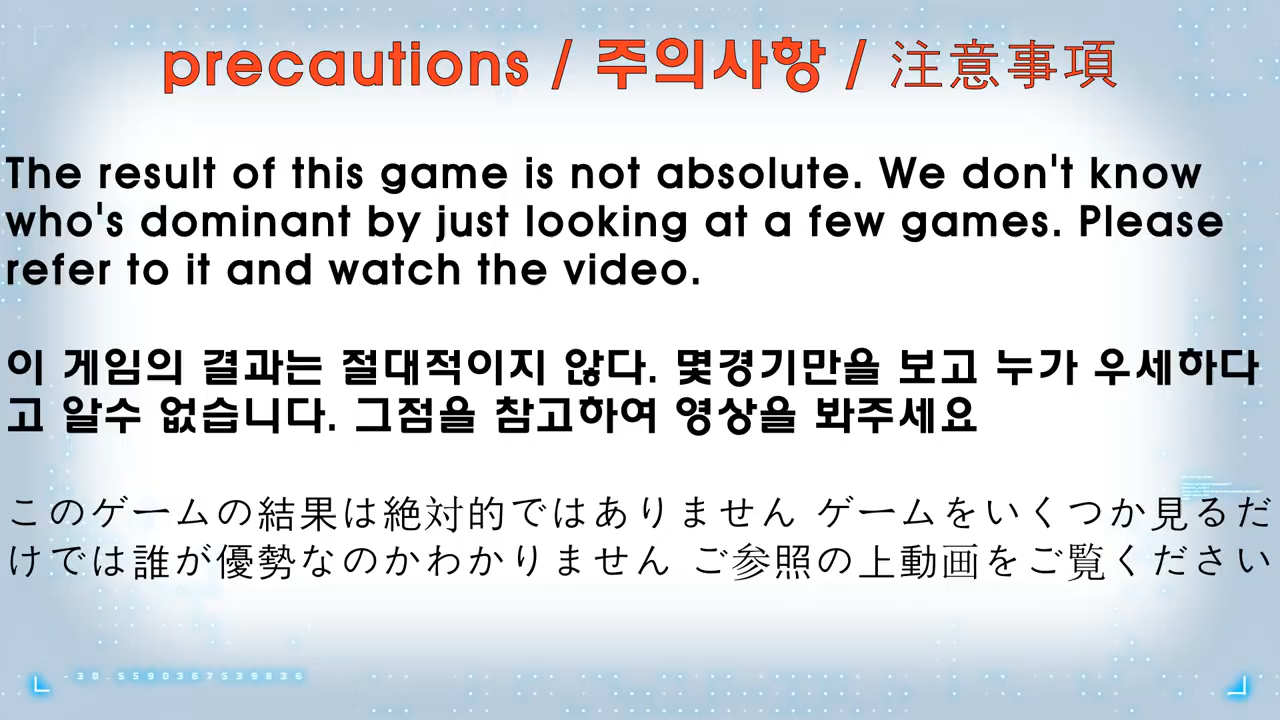 precautions / 주의사항 / 注意事項
The result of this game is not absolute. We don't know
who's dominant by just looking at a few games. Please
refer to it and watch the video.
이 게임의 결과는 절대적이지 않다. 몇경기만을 보고 누가 우세하다
고 알수 없습니다. 그점을 참고하여 영상을 봐주세요
このゲームの結果は絶対的ではありません ゲームをいくつか見るだ
けでは誰が優勢なのかわかりません ご参照の上動画をご覧ください
-30.5590367539836